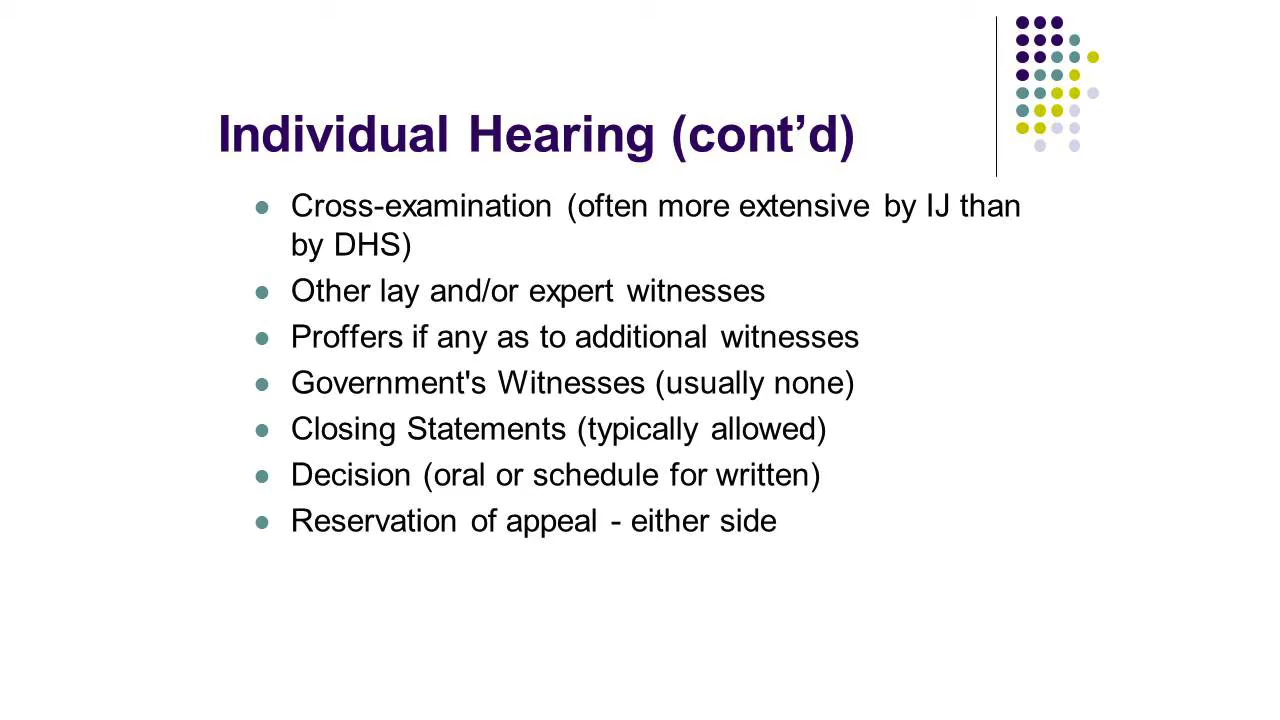 Individual Hearing (cont’d)
Cross-examination (often more extensive by IJ than
by DHS)
Other lay and/or expert witnesses
Proffers if any as to additional witnesses
Government's Witnesses (usually none)
Closing Statements (typically allowed)
Decision (oral or schedule for written)
Reservation of appeal - either side